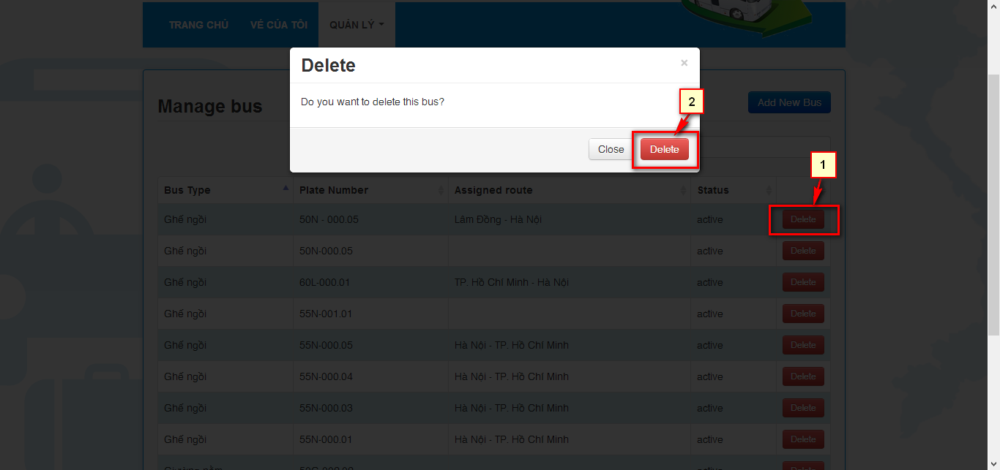 TRANG CHỦ VÉ CỦA TÔI QUẢN LÝ
Delete ×
Do you want to delete this bus?
2
Close Delete
Manage bus Add New Bus
1
Bus Type Plate Number Assigned route Status
Ghế ngồi 50N - 000.05 Lâm Đồng - Hà Nội active Delete
Ghế ngồi 50N-000.05 active Delete
Ghế ngồi 60L-000.01 TP. Hồ Chí Minh - Hà Nội active Delete
Ghế ngồi 55N-001.01 active Delete
Ghế ngồi 55N-000.05 Hà Nội - TP. Hồ Chí Minh active Delete
Ghế ngồi 55N-000.04 Hà Nội - TP. Hồ Chí Minh active Delete
Ghế ngồi 55N-000.03 Hà Nội - TP. Hồ Chí Minh active Delete
Ghế ngồi 55N-000.01 Hà Nội - TP. Hồ Chí Minh active Delete